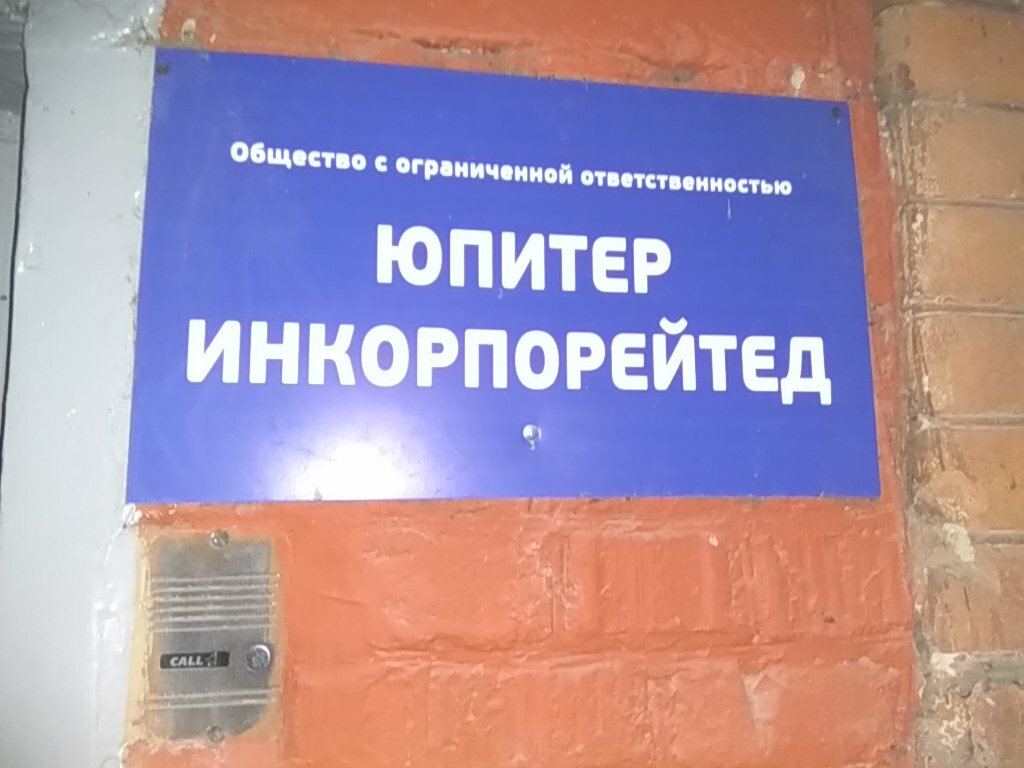 Общество с ограниченной ответственностью
ЮПИТЕР
ИНКОРПОРЕЙТЕД
CALL